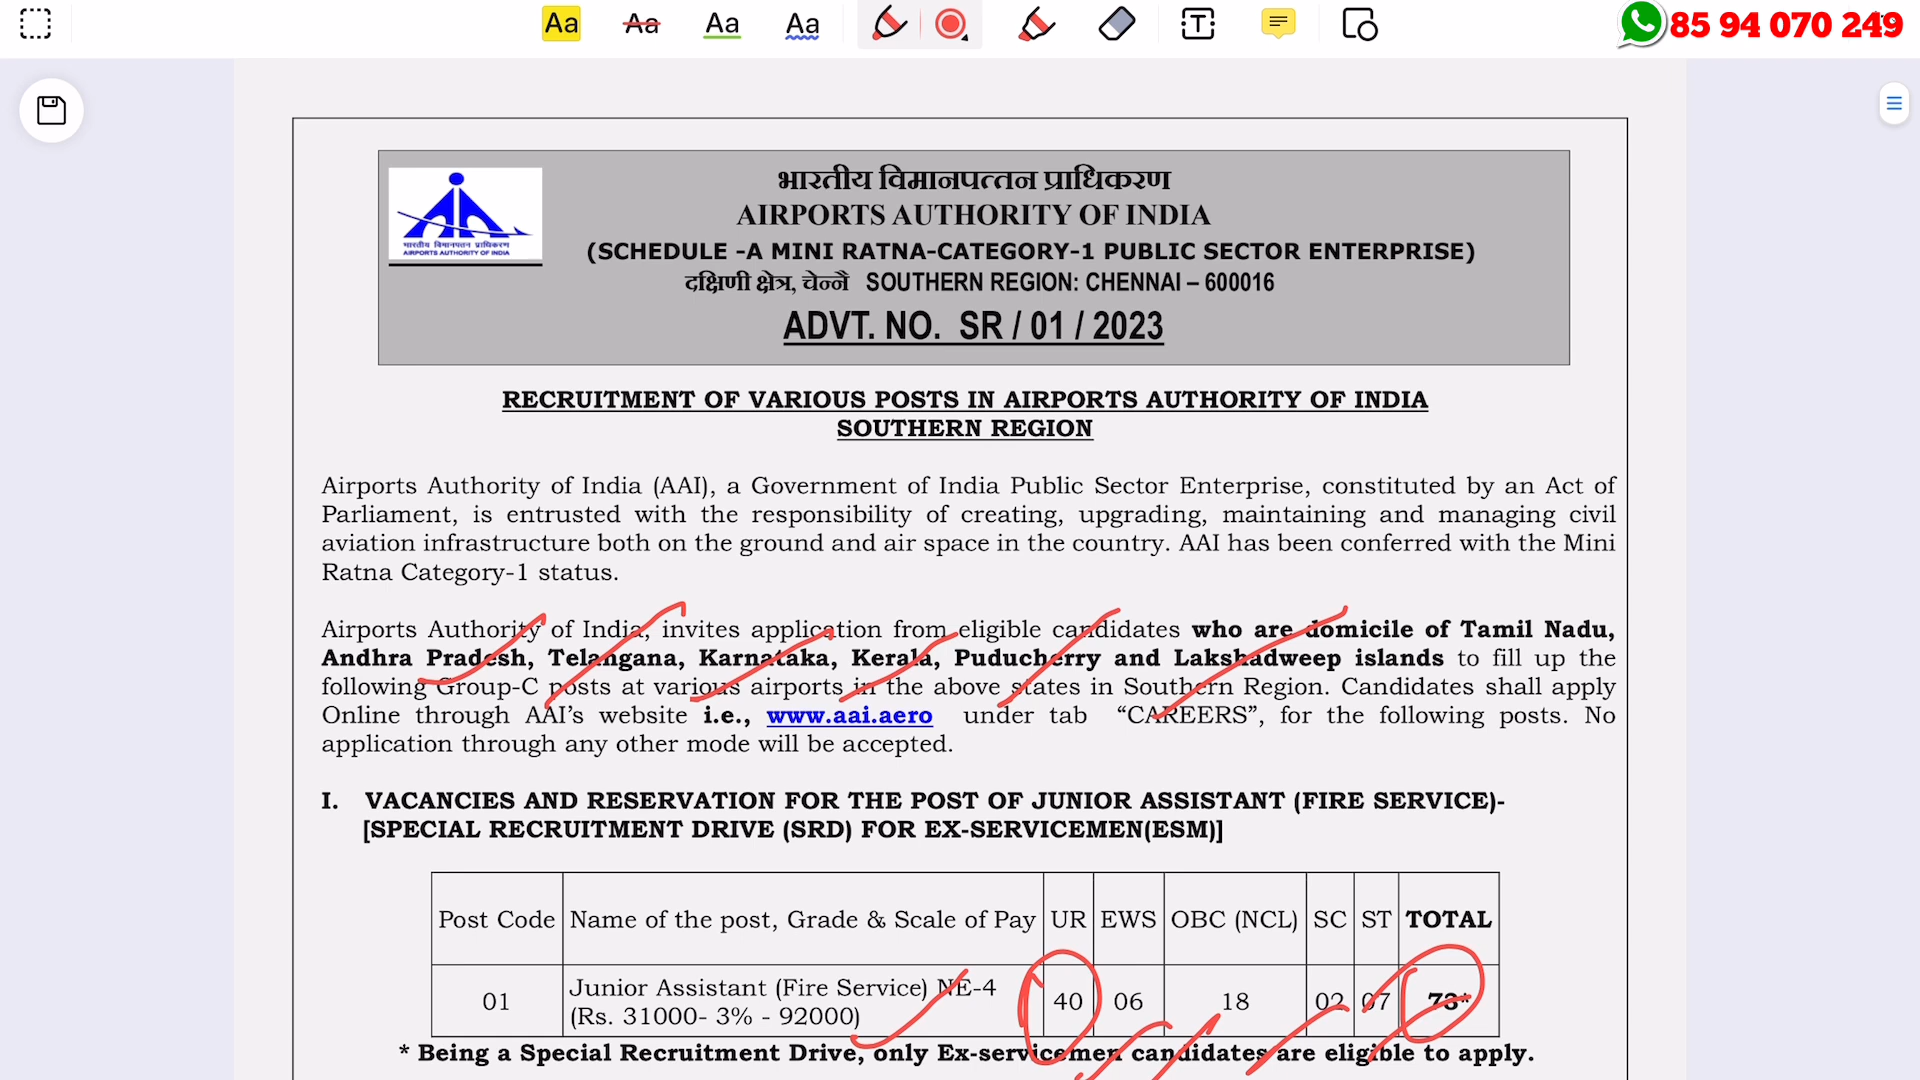 Aa Aa Aa Aa T
85 94 070 249
भारतीय विमानपत्तन प्राधिकरण
AIRPORTS AUTHORITY OF INDIA
(SCHEDULE -A MINI RATNA-CATEGORY-1 PUBLIC SECTOR ENTERPRISE)
दक्षिणी क्षेत्र, चेन्नै SOUTHERN REGION: CHENNAI – 600016
ADVT. NO. SR / 01 / 2023
भारतीय विमानपत्तन प्राधिकरण
AIRPORTS AUTHORITY OF INDIA
RECRUITMENT OF VARIOUS POSTS IN AIRPORTS AUTHORITY OF INDIA
SOUTHERN REGION
Airports Authority of India (AAI), a Government of India Public Sector Enterprise, constituted by an Act of
Parliament, is entrusted with the responsibility of creating, upgrading, maintaining and managing civil
aviation infrastructure both on the ground and air space in the country. AAI has been conferred with the Mini
Ratna Category-1 status.
Airports Authority of India, invites application from eligible candidates who are domicile of Tamil Nadu,
Andhra Pradesh, Telangana, Karnataka, Kerala, Puducherry and Lakshadweep islands to fill up the
following Group-C posts at various airports in the above states in Southern Region. Candidates shall apply
Online through AAI’s website i.e., www.aai.aero under tab “CAREERS”, for the following posts. No
application through any other mode will be accepted.
I. VACANCIES AND RESERVATION FOR THE POST OF JUNIOR ASSISTANT (FIRE SERVICE)-
[SPECIAL RECRUITMENT DRIVE (SRD) FOR EX-SERVICEMEN(ESM)]
Post Code Name of the post, Grade & Scale of Pay UR EWS OBC (NCL) SC ST TOTAL
01 Junior Assistant (Fire Service) NE-4 40 06 18 02 07 73*
(Rs. 31000- 3% - 92000)
* Being a Special Recruitment Drive, only Ex-servicemen candidates are eligible to apply.